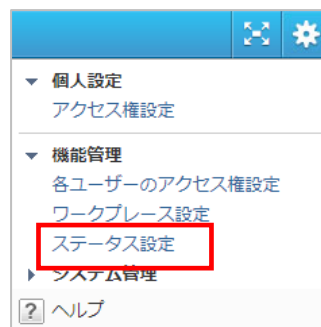 個人設定
アクセス権設定
機能管理
各ユーザーのアクセス権設定
ワークプレース設定
ステータス設定
システム管理
? ヘルプ